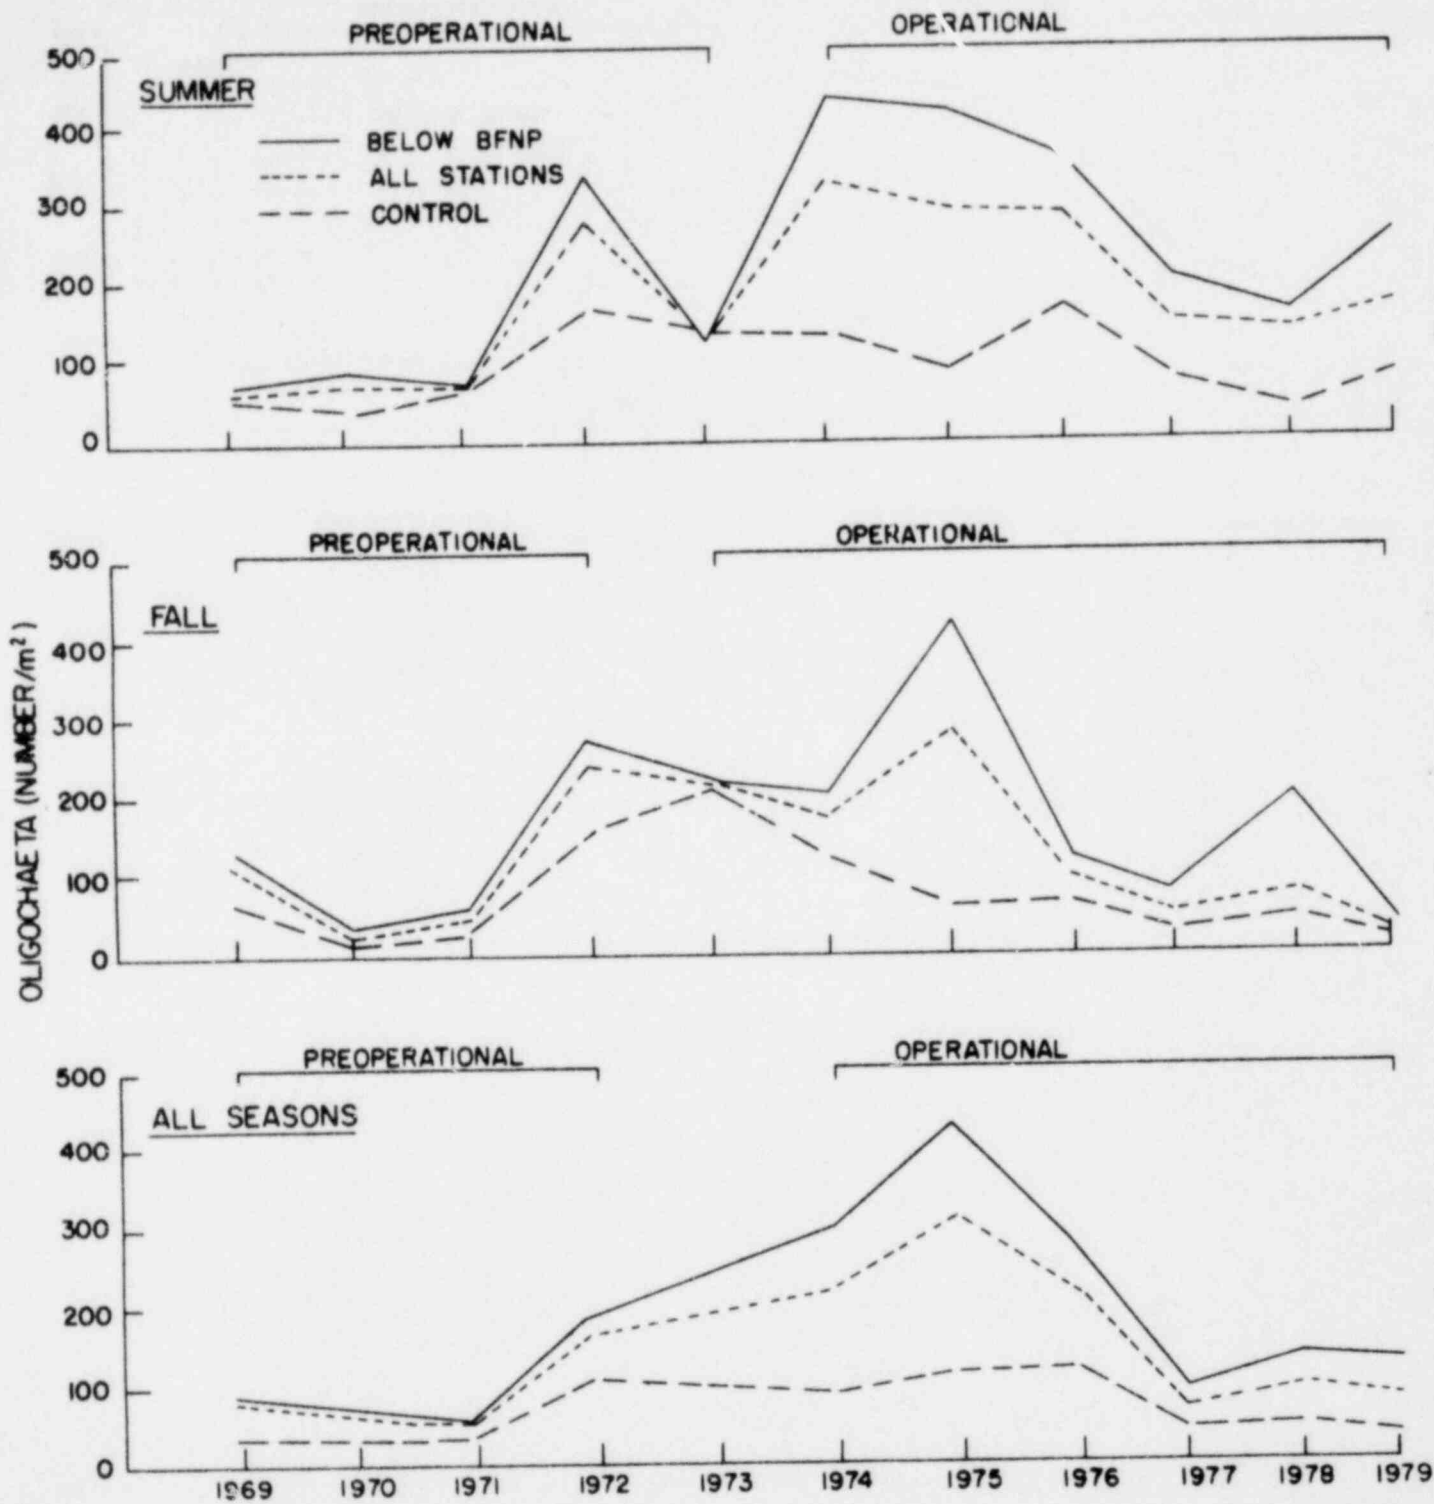 PREOPERATIONAL
OPERATIONAL
500
SUMMER
400
BELOW BFNP
ALL STATIONS
300
CONTROL
200
100
0
PREOPERATIONAL
OPERATIONAL
500
FALL
400
300
200
100
0
OLIGOCHAETA (NUMBER/m²)
PREOPERATIONAL
OPERATIONAL
500
ALL SEASONS
400
300
200
100
0
1969 1970 1971 1972 1973 1974 1975 1976 1977 1978 1979